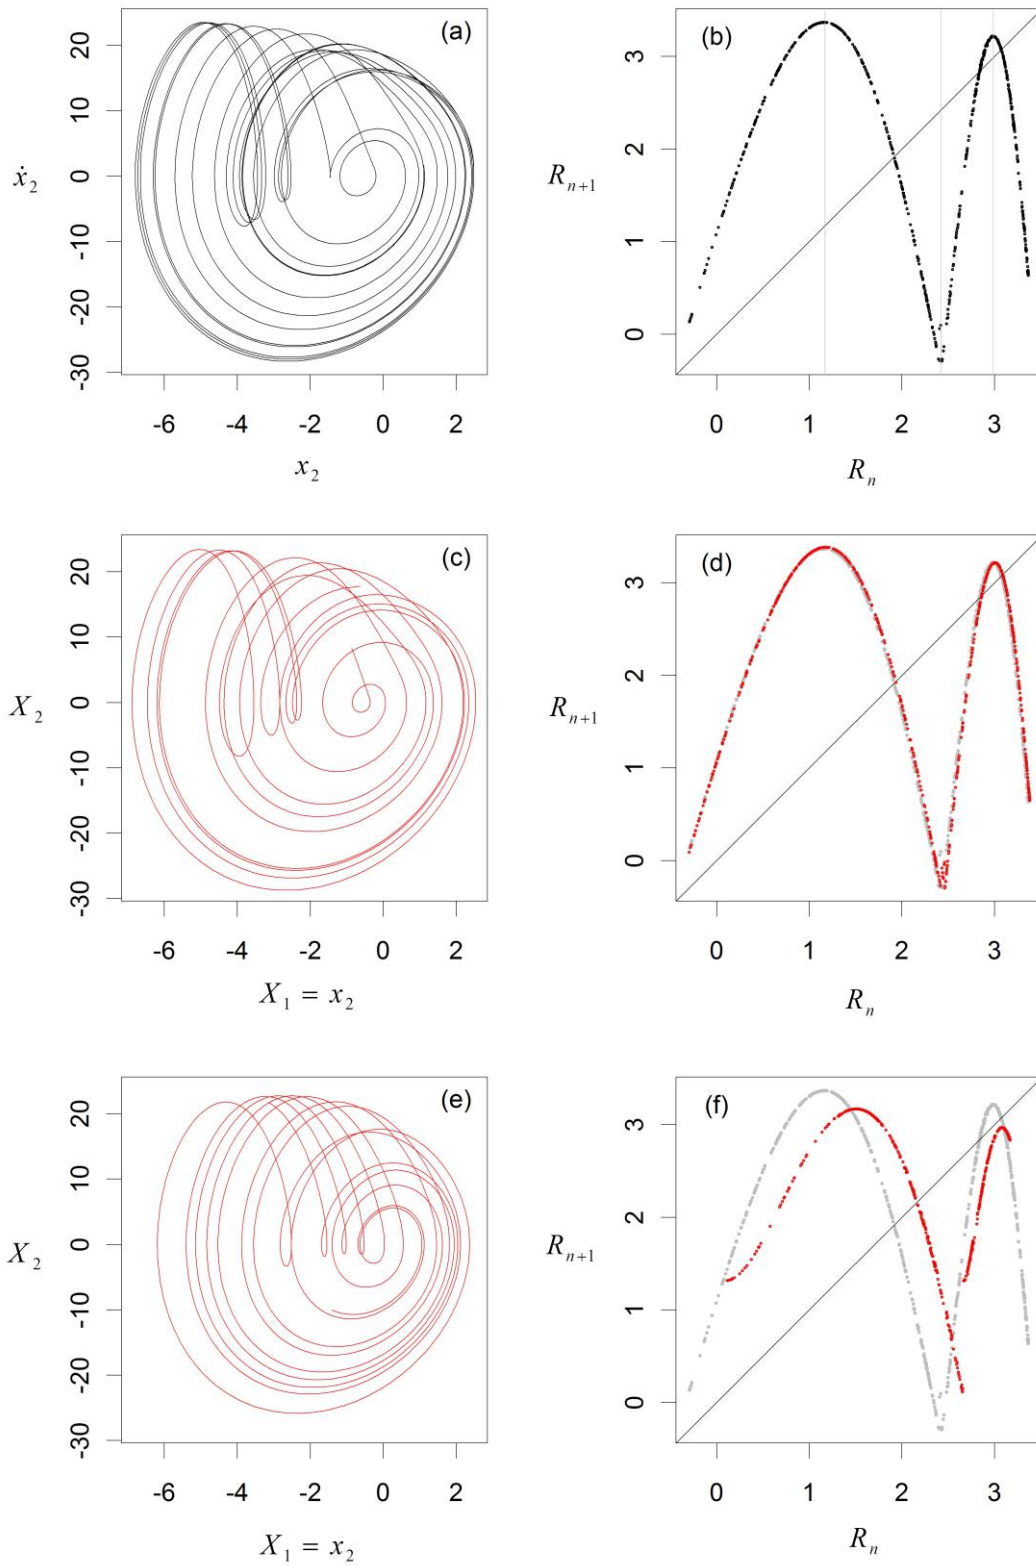 (a)
20
10
0
-10
-20
-30
ẋ₂
-6 -4 -2 0 2
x₂
(b)
3
2
1
0
Rₙ₊₁
0 1 2 3
Rₙ
(c)
20
10
0
-10
-20
-30
X₂
-6 -4 -2 0 2
X₁ = x₂
(d)
3
2
1
0
Rₙ₊₁
0 1 2 3
Rₙ
(e)
20
10
0
-10
-20
-30
X₂
-6 -4 -2 0 2
X₁ = x₂
(f)
3
2
1
0
Rₙ₊₁
0 1 2 3
Rₙ